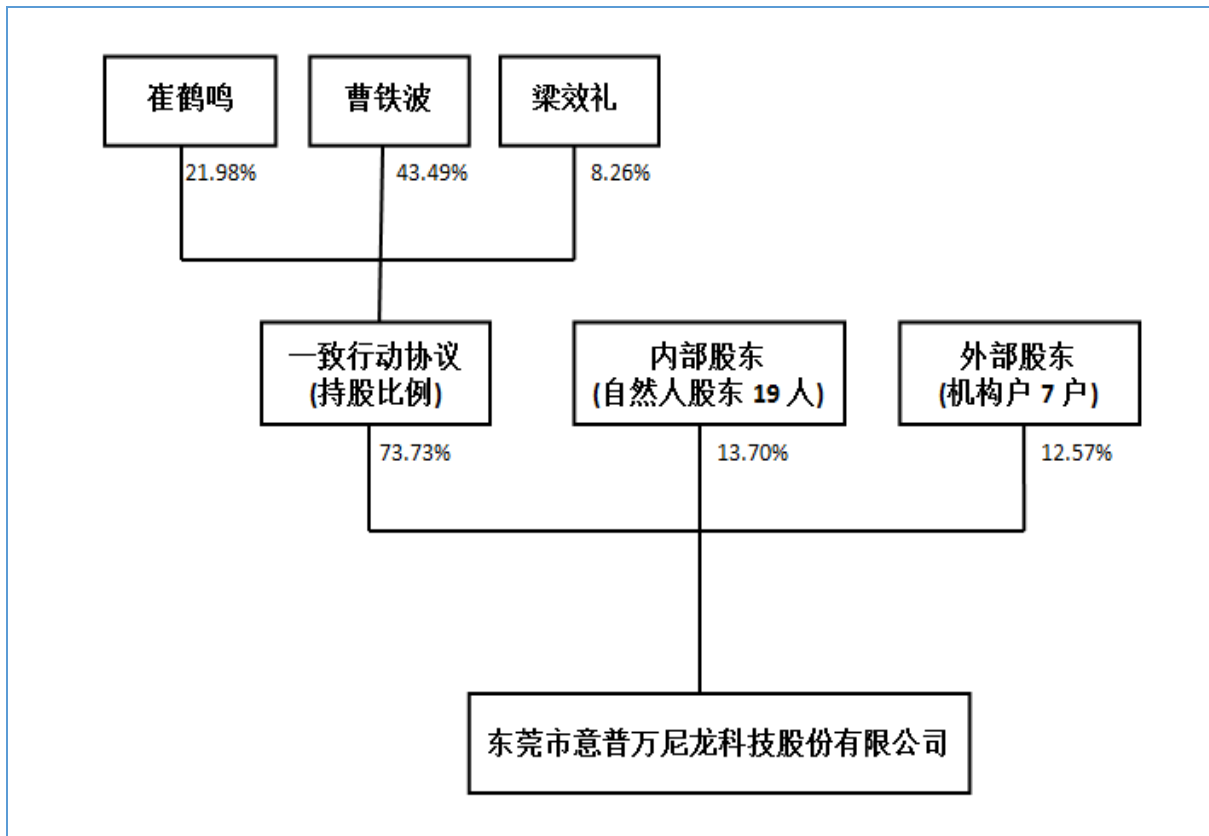 崔鹤鸣
曹铁波
梁效礼
21.98%
43.49%
8.26%
一致行动协议
(持股比例)
内部股东
(自然人股东 19 人)
外部股东
(机构户 7 户)
73.73%
13.70%
12.57%
东莞市意普万尼龙科技股份有限公司